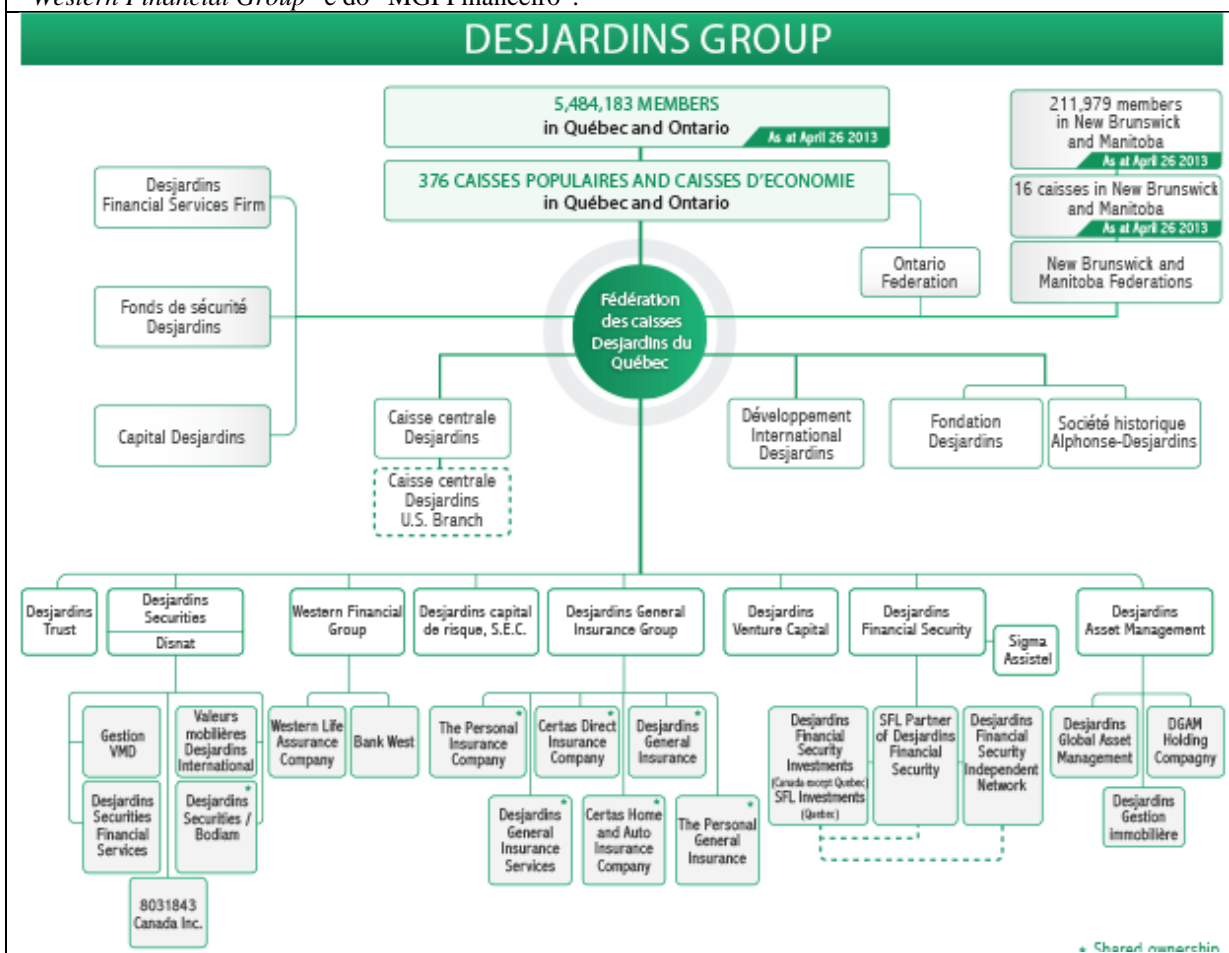 Western Financial Group" e do "MGI Financeiro".
DESJARDINS GROUP
5,484,183 MEMBERS
in Québec and Ontario
As at April 26 2013
211,979 members
in New Brunswick
and Manitoba
As at April 26 2013
376 CAISSES POPULAIRES AND CAISSES D'ECONOMIE
in Québec and Ontario
16 caisses in New Brunswick
and Manitoba
As at April 26 2013
Desjardins
Financial Services Firm
Ontario
Federation
New Brunswick and
Manitoba Federations
Fonds de sécurité
Desjardins
Fédération
des caisses
Desjardins du
Québec
Capital Desjardins
Caisse centrale
Desjardins
Caisse centrale
Desjardins
U.S. Branch
Développement
International
Desjardins
Fondation
Desjardins
Société historique
Alphonse-Desjardins
Desjardins
Trust
Desjardins
Securities
Disnat
Western Financial
Group
Desjardins capital
de risque, S.E.C.
Desjardins General
Insurance Group
Desjardins
Venture Capital
Desjardins
Financial Security
Sigma
Assistel
Desjardins
Asset Management
Gestion
VMD
Valeurs
mobilières
Desjardins
International
Desjardins
Securities
Financial
Services
Desjardins *
Securities /
Bodiam
8031843
Canada Inc.
Western Life
Assurance
Company
Bank West
The Personal *
Insurance
Company
Certas Direct *
Insurance
Company
Desjardins *
General
Insurance
Desjardins *
General
Insurance
Services
Certas Home *
and Auto
Insurance
Company
The Personal *
General
Insurance
Desjardins
Financial
Security
Investments
(Canada except Quebec)
SFL Investments
(Quebec)
SFL Partner
of Desjardins
Financial
Security
Desjardins
Financial
Security
Independent
Network
Desjardins
Global Asset
Management
DGAM
Holding
Compagny
Desjardins
Gestion
immobilière
* Shared ownership